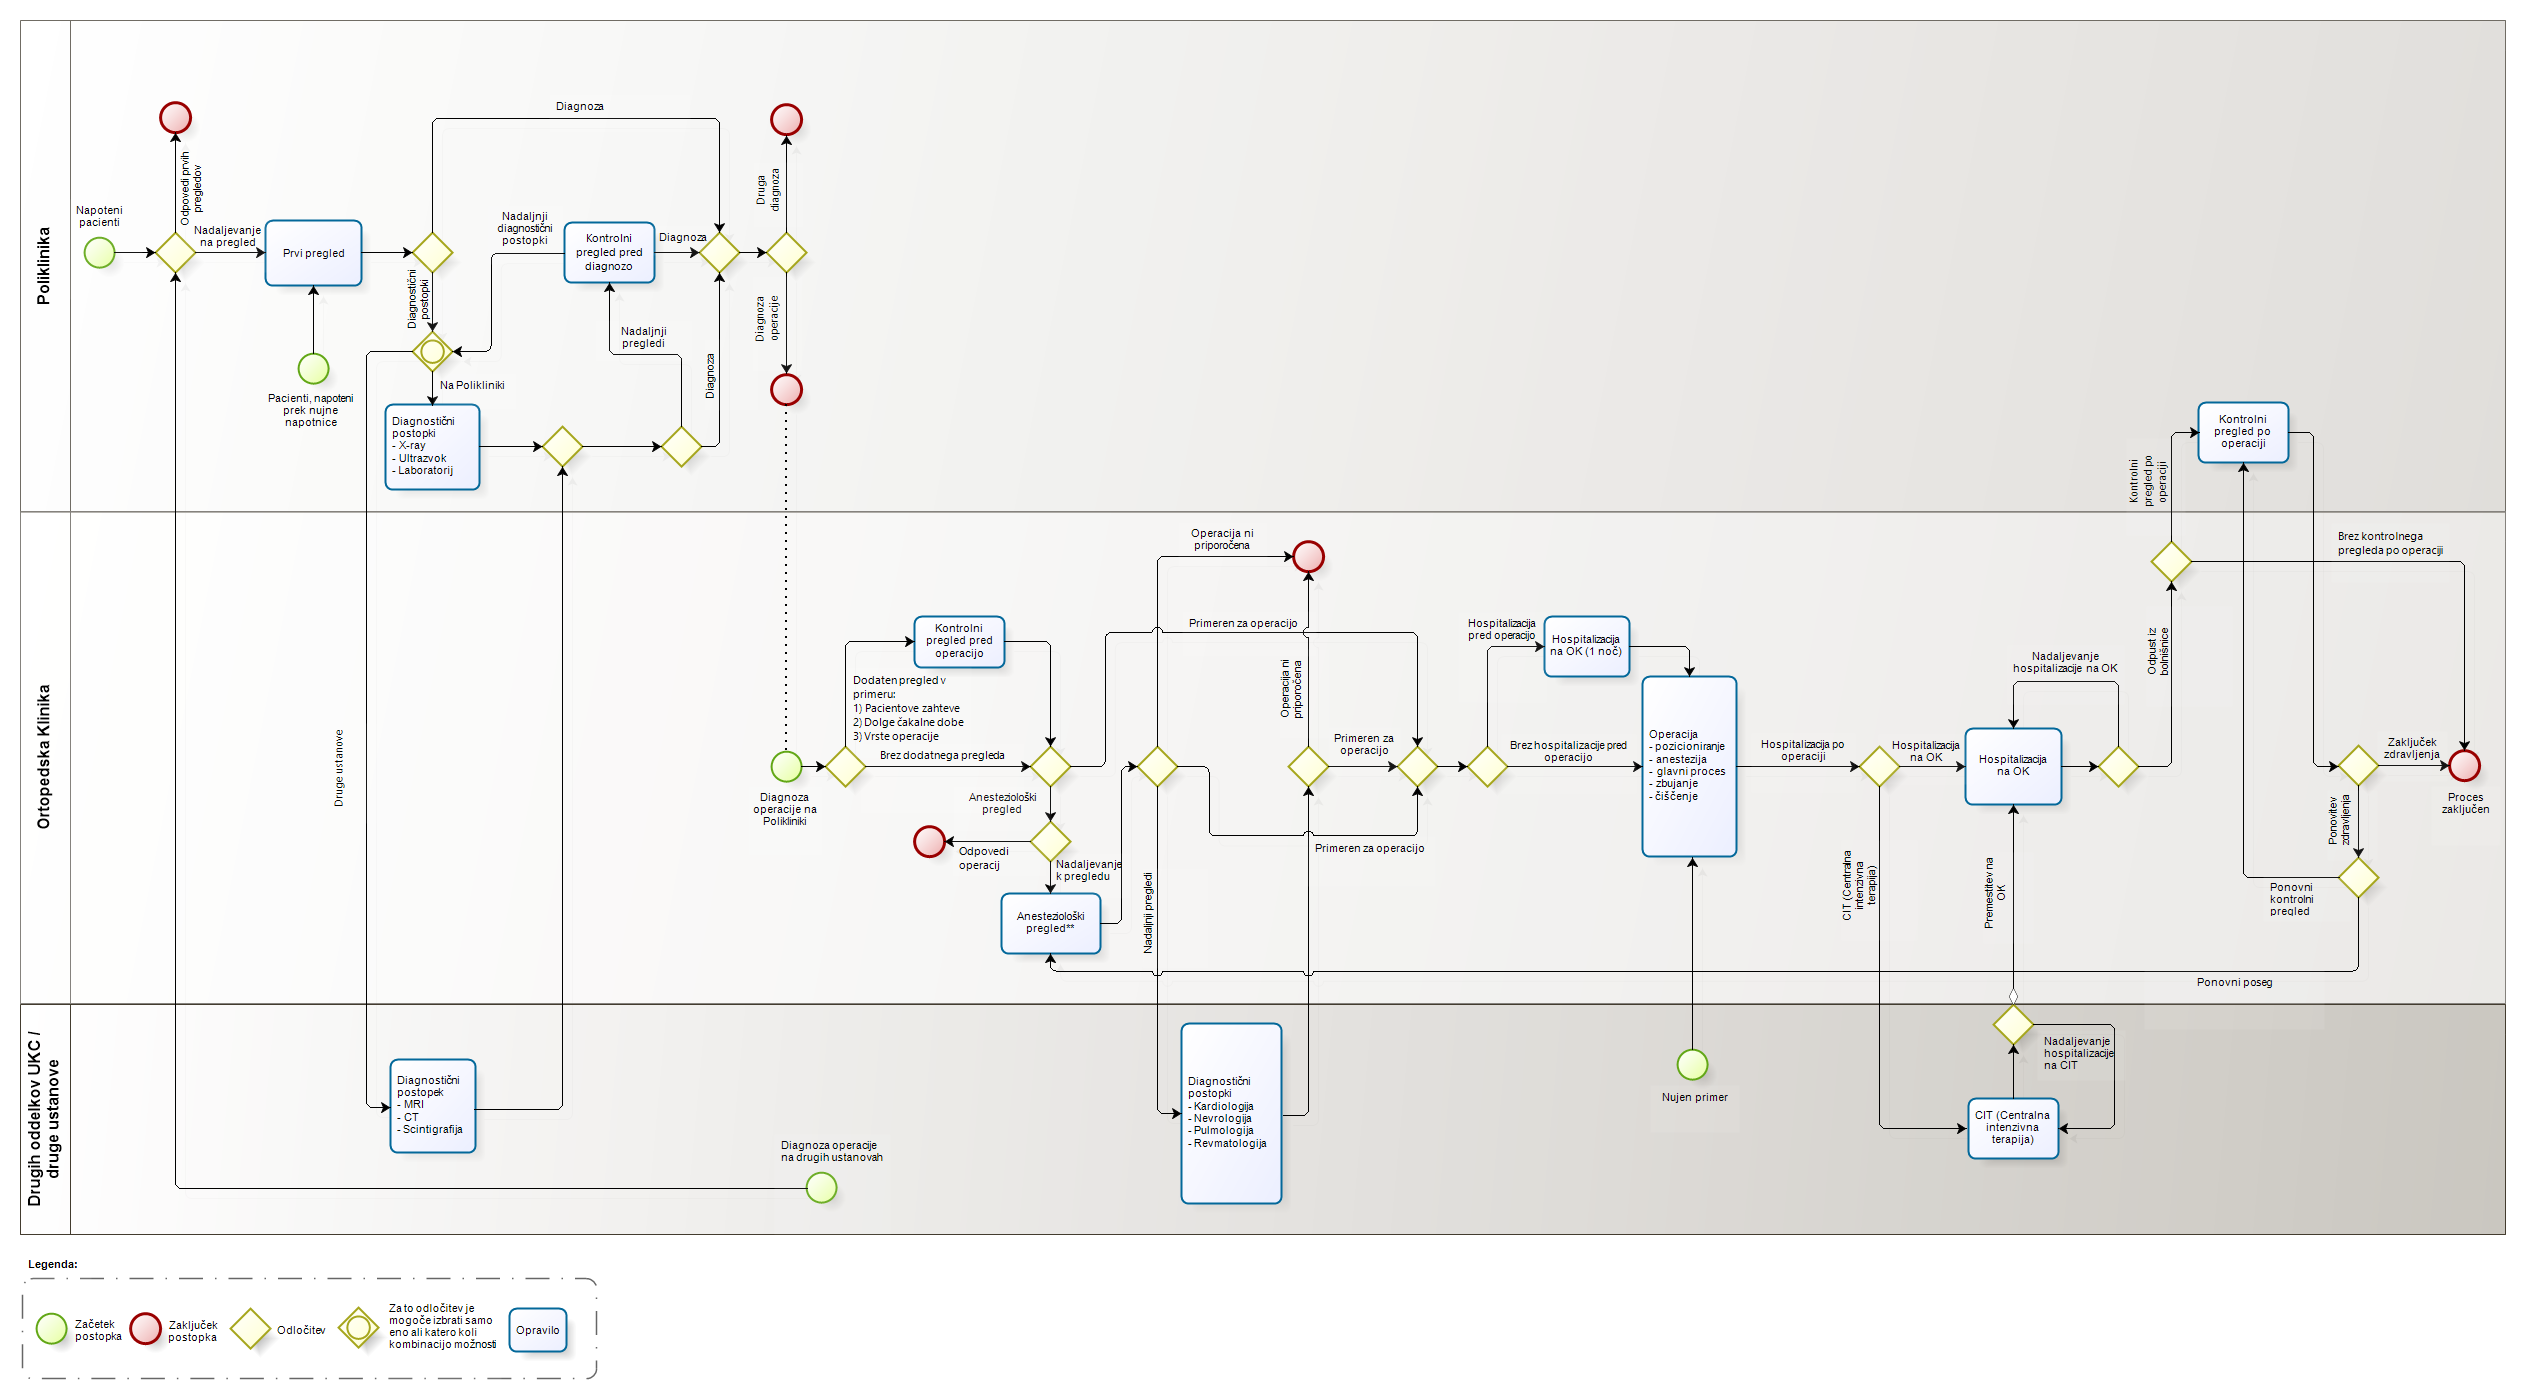 Poliklinika
Napoteni
pacienti
Odpovedi prvih
pregledov
Nadaljevanje
na pregled
Prvi pregled
Pacienti, napoteni
prek nujne
napotnice
Diagnoza
Diagnostični
postopki
Na Polikliniki
Diagnostični
postopki
- X-ray
- Ultrazvok
- Laboratorij
Nadaljnji
diagnostični
postopki
Kontrolni
pregled pred
diagnozo
Diagnoza
Nadaljnji
pregledi
Diagnoza
Druga
diagnoza
Diagnoza
operacije
Kontrolni
pregled po
operaciji
Kontrolni
pregled po
operaciji
Ortopedska Klinika
Druge ustanove
Diagnoza
operacije na
Polikliniki
Kontrolni
pregled pred
operacijo
Dodaten pregled v
primeru:
1) Pacientove zahteve
2) Dolge čakalne dobe
3) Vrste operacije
Brez dodatnega pregleda
Anesteziološki
pregled
Odpovedi
operacij
Nadaljevanje
k pregledu
Anesteziološki
pregled**
Operacija ni
priporočena
Primeren za operacijo
Operacija ni
priporočena
Primeren za
operacijo
Primeren za operacijo
Nadaljnji pregledi
Hospitalizacija
pred operacijo
Hospitalizacija
na OK (1 noč)
Brez hospitalizacije pred
operacijo
Operacija
- pozicioniranje
- anestezija
- glavni proces
- zbujanje
- čiščenje
Hospitalizacija po
operaciji
Hospitalizacija
na OK
Hospitalizacija
na OK
Nadaljevanje
hospitalizacije na OK
CIT (Centralna
intenzivna
terapija)
Premestitev na
OK
Odpust iz
bolnišnice
Brez kontrolnega
pregleda po operaciji
Zaključek
zdravljenja
Proces
zaključen
Ponovitev
zdravljenja
Ponovni
kontrolni
pregled
Ponovni poseg
Drugih oddelkov UKC /
druge ustanove
Diagnostični
postopek
- MRI
- CT
- Scintigrafija
Diagnoza operacije
na drugih ustanovah
Diagnostični
postopki
- Kardiologija
- Nevrologija
- Pulmologija
- Revmatologija
Nujen primer
Nadaljevanje
hospitalizacije
na CIT
CIT (Centralna
intenzivna
terapija)
Legenda:
Začetek
postopka
Zaključek
postopka
Odločitev
Za to odločitev je
mogoče izbrati samo
eno ali katero koli
kombinacijo možnosti
Opravilo